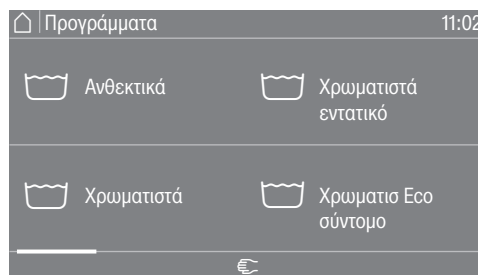 Προγράμματα 11:02
Ανθεκτικά
Χρωματιστά
εντατικό
Χρωματιστά
Χρωματισ Eco
σύντομο